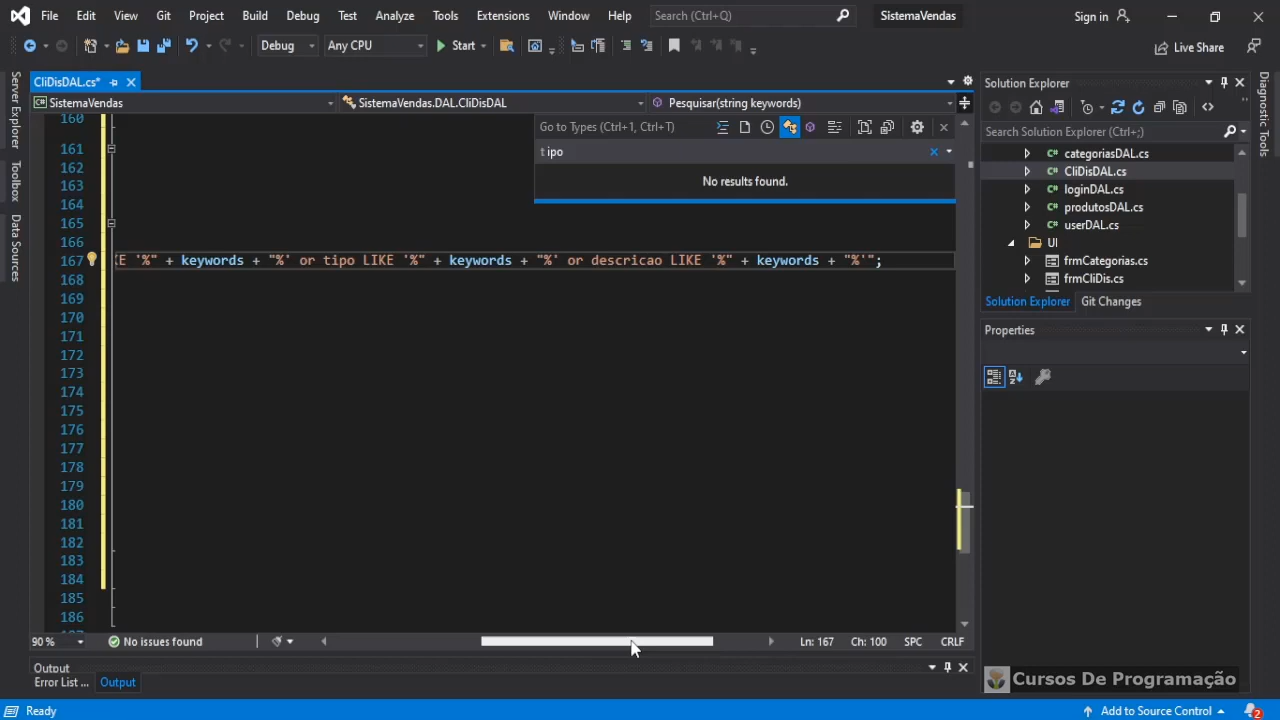 File Edit View Git Project Build Debug Test Analyze Tools Extensions Window Help Search (Ctrl+Q) SistemaVendas Sign in
Debug Any CPU Start Live Share
Server Explorer
Toolbox
Data Sources
CliDisDAL.cs*
SistemaVendas SistemaVendas.DAL.CliDisDAL Pesquisar(string keywords)
Go to Types (Ctrl+1, Ctrl+T)
t ipo
No results found.
160
161
162
163
164
165
166
167 KE '%" + keywords + "%' or tipo LIKE '%" + keywords + "%' or descricao LIKE '%" + keywords + "%'";
168
169
170
171
172
173
174
175
176
177
178
179
180
181
182
183
184
185
186
90 % No issues found Ln: 167 Ch: 100 SPC CRLF
Output
Error List ... Output
Solution Explorer
Search Solution Explorer (Ctrl+;)
C# categoriasDAL.cs
C# CliDisDAL.cs
C# loginDAL.cs
C# produtosDAL.cs
C# userDAL.cs
UI
frmCategorias.cs
frmCliDis.cs
Solution Explorer Git Changes
Properties
Diagnostic Tools
Cursos De Programação
Ready Add to Source Control 2